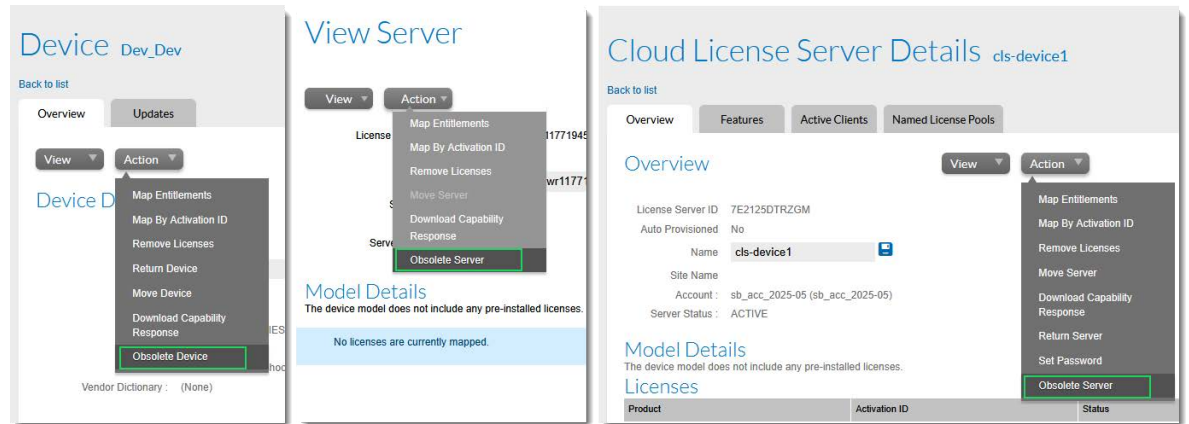 Device Dev_Dev
Back to list
Overview
Updates
View
Action
Device D
Map Entitlements
Map By Activation ID
Remove Licenses
Return Device
Move Device
Download Capability
Response
Obsolete Device
Vendor Dictionary : (None)
View Server
View
Action
License
11771945
Map Entitlements
Map By Activation ID
Remove Licenses
Move Server
Download Capability
Response
Obsolete Server
wr11771
Serve
Model Details
The device model does not include any pre-installed licenses.
No licenses are currently mapped.
Cloud License Server Details cls-device1
Back to list
Overview
Features
Active Clients
Named License Pools
Overview
View
Action
License Server ID 7E2125DTRZGM
Auto Provisioned No
Name cls-device1
Site Name
Account : sb_acc_2025-05 (sb_acc_2025-05)
Server Status : ACTIVE
Map Entitlements
Map By Activation ID
Remove Licenses
Move Server
Download Capability
Response
Return Server
Set Password
Obsolete Server
Model Details
The device model does not include any pre-installed licenses.
Licenses
Product Activation ID Status